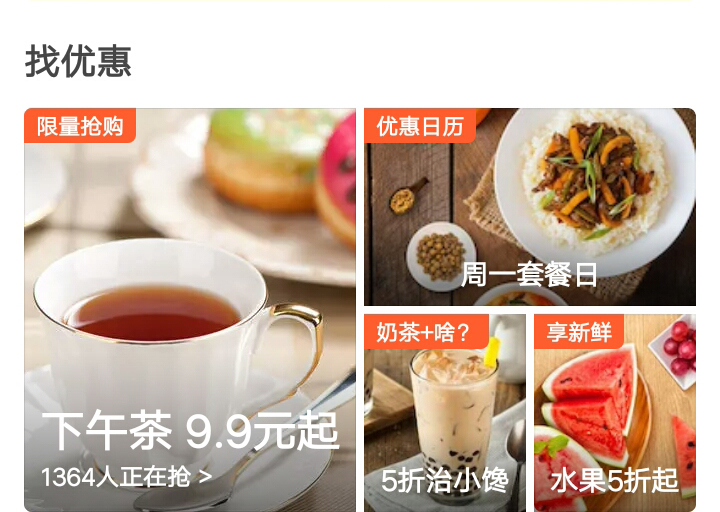 找优惠
限量抢购
下午茶 9.9元起
1364人正在抢 >
优惠日历
周一套餐日
奶茶+啥?
5折治小馋
享新鲜
水果5折起